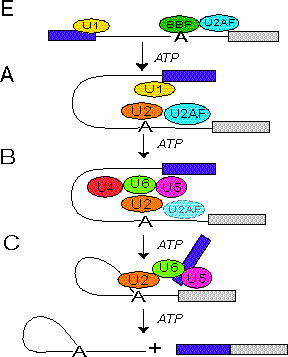 E U1 BBP U2AF
A
ATP
A
U1
U2 U2AF
A
ATP
B
U4 U6 U5
U2
U2AF
A
ATP
C
U6
U2 U5
A
ATP
A +